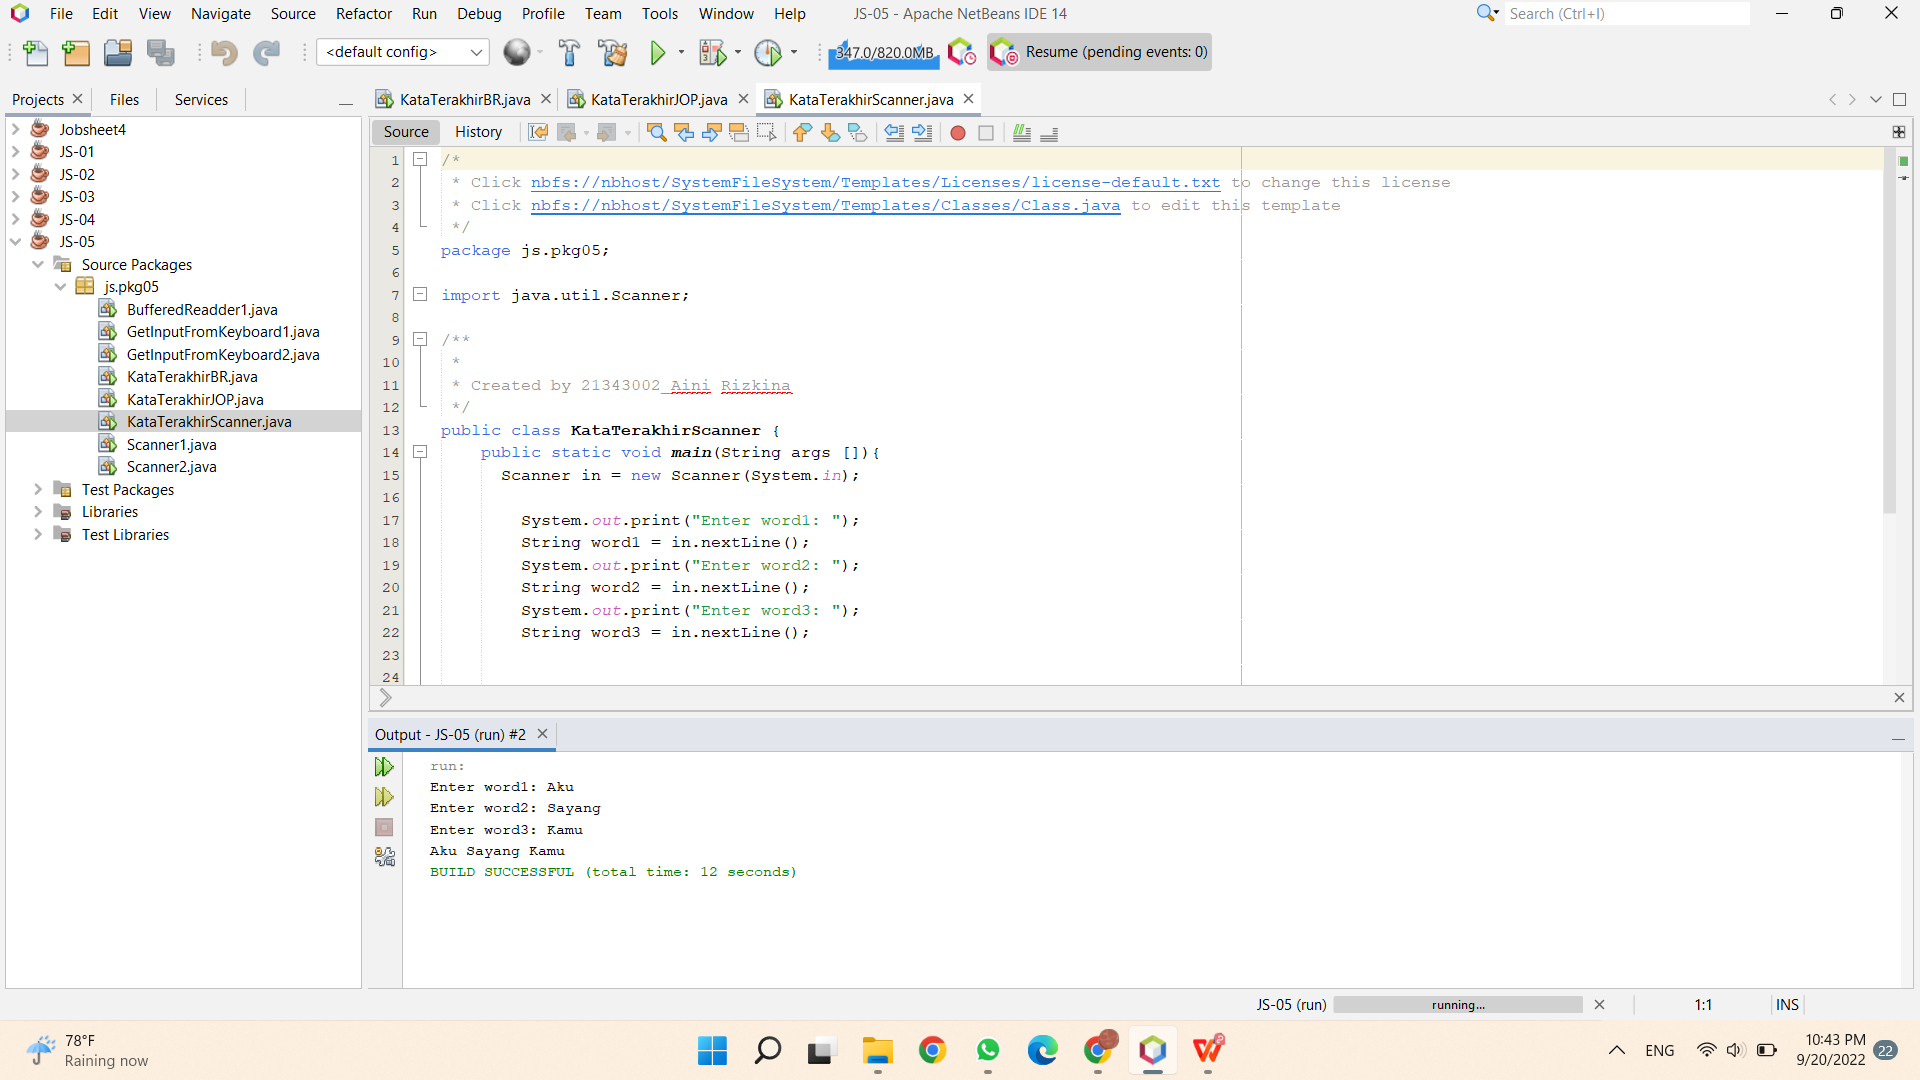 File Edit View Navigate Source Refactor Run Debug Profile Team Tools Window Help JS-05 - Apache NetBeans IDE 14 Search (Ctrl+I)
<default config> 347.0/820.0MB Resume (pending events: 0)
Projects Files Services KataTerakhirBR.java KataTerakhirJOP.java KataTerakhirScanner.java
Source History
Jobsheet4
JS-01
JS-02
JS-03
JS-04
JS-05
Source Packages
js.pkg05
BufferedReadder1.java
GetInputFromKeyboard1.java
GetInputFromKeyboard2.java
KataTerakhirBR.java
KataTerakhirJOP.java
KataTerakhirScanner.java
Scanner1.java
Scanner2.java
Test Packages
Libraries
Test Libraries
1 /*
2 * Click nbfs://nbhost/SystemFileSystem/Templates/Licenses/license-default.txt to change this license
3 * Click nbfs://nbhost/SystemFileSystem/Templates/Classes/Class.java to edit this template
4 */
5 package js.pkg05;
6
7 import java.util.Scanner;
8
9 /**
10 *
11 * Created by 21343002_Aini Rizkina
12 */
13 public class KataTerakhirScanner {
14 public static void main(String args []){
15 Scanner in = new Scanner(System.in);
16
17 System.out.print("Enter word1: ");
18 String word1 = in.nextLine();
19 System.out.print("Enter word2: ");
20 String word2 = in.nextLine();
21 System.out.print("Enter word3: ");
22 String word3 = in.nextLine();
23
24
Output - JS-05 (run) #2
run:
Enter word1: Aku
Enter word2: Sayang
Enter word3: Kamu
Aku Sayang Kamu
BUILD SUCCESSFUL (total time: 12 seconds)
JS-05 (run) running... 1:1 INS
78°F
Raining now
ENG
10:43 PM
9/20/2022
22